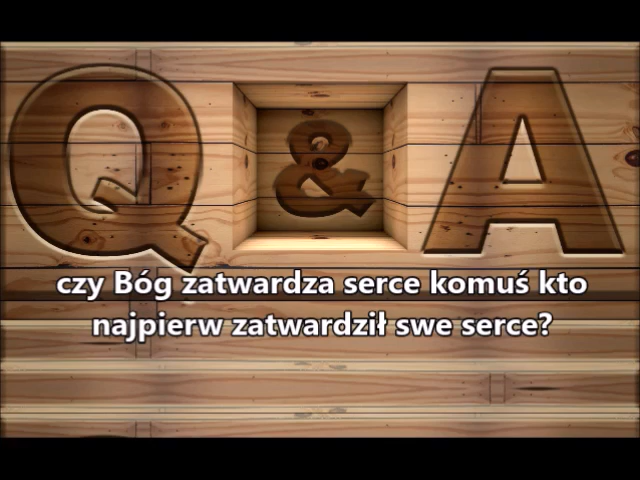 Q & A
czy Bóg zatwardza serce komuś kto
najpierw zatwardził swe serce?